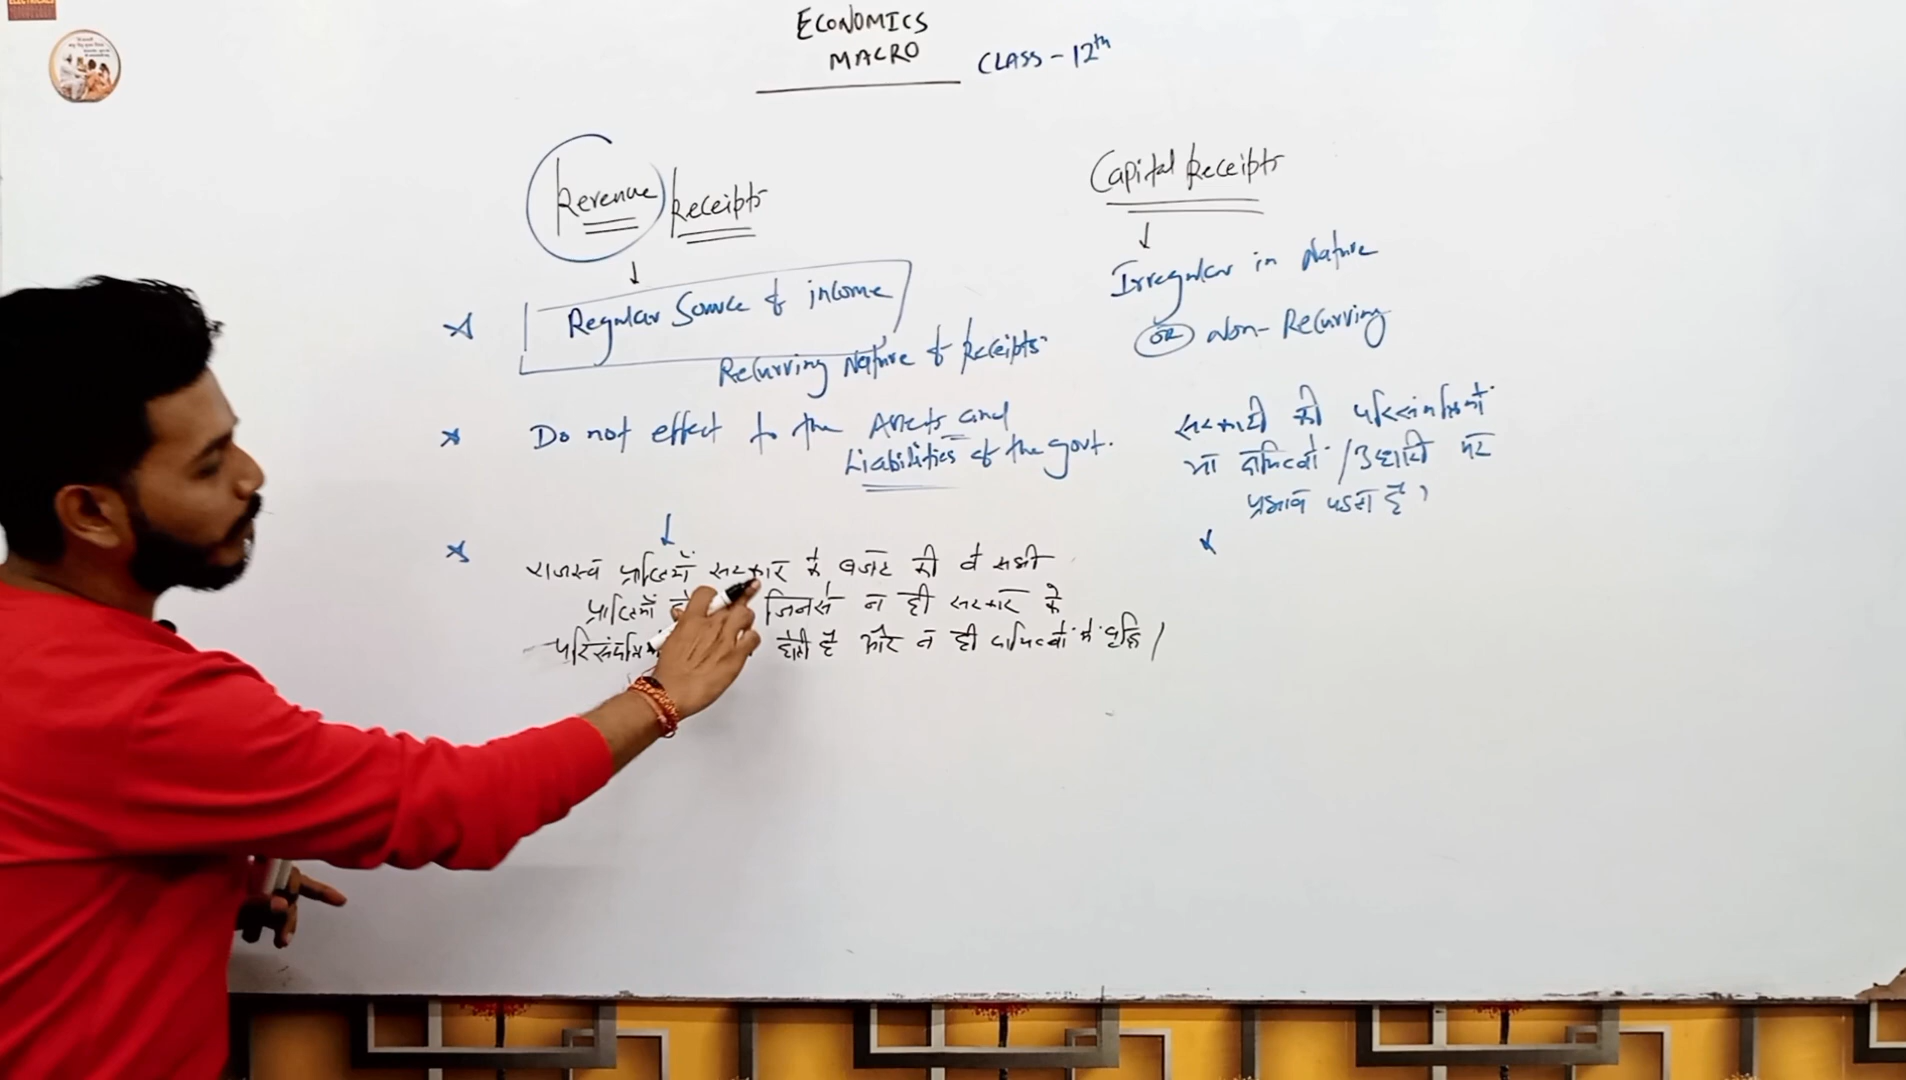 ELECTRICALS
ECONOMICS
MACRO
CLASS - 12th
Revenue Receipts
Regular Source of income
Recurring Nature of Receipts.
Do not effect to the Assets and
Liabilities of the govt.
राजस्व प्राप्तियाँ सरकार के बजट की वे सभी
प्राप्तियाँ जिनसे न ही सरकार के
होती है और न ही दायित्वों में वृद्धि।
Capital Receipts
Irregular in Nature
OR Non-Recurring
सरकारी की परिसंपत्तियों
या दायित्वों / उधारी पर
प्रभाव पड़ता है।